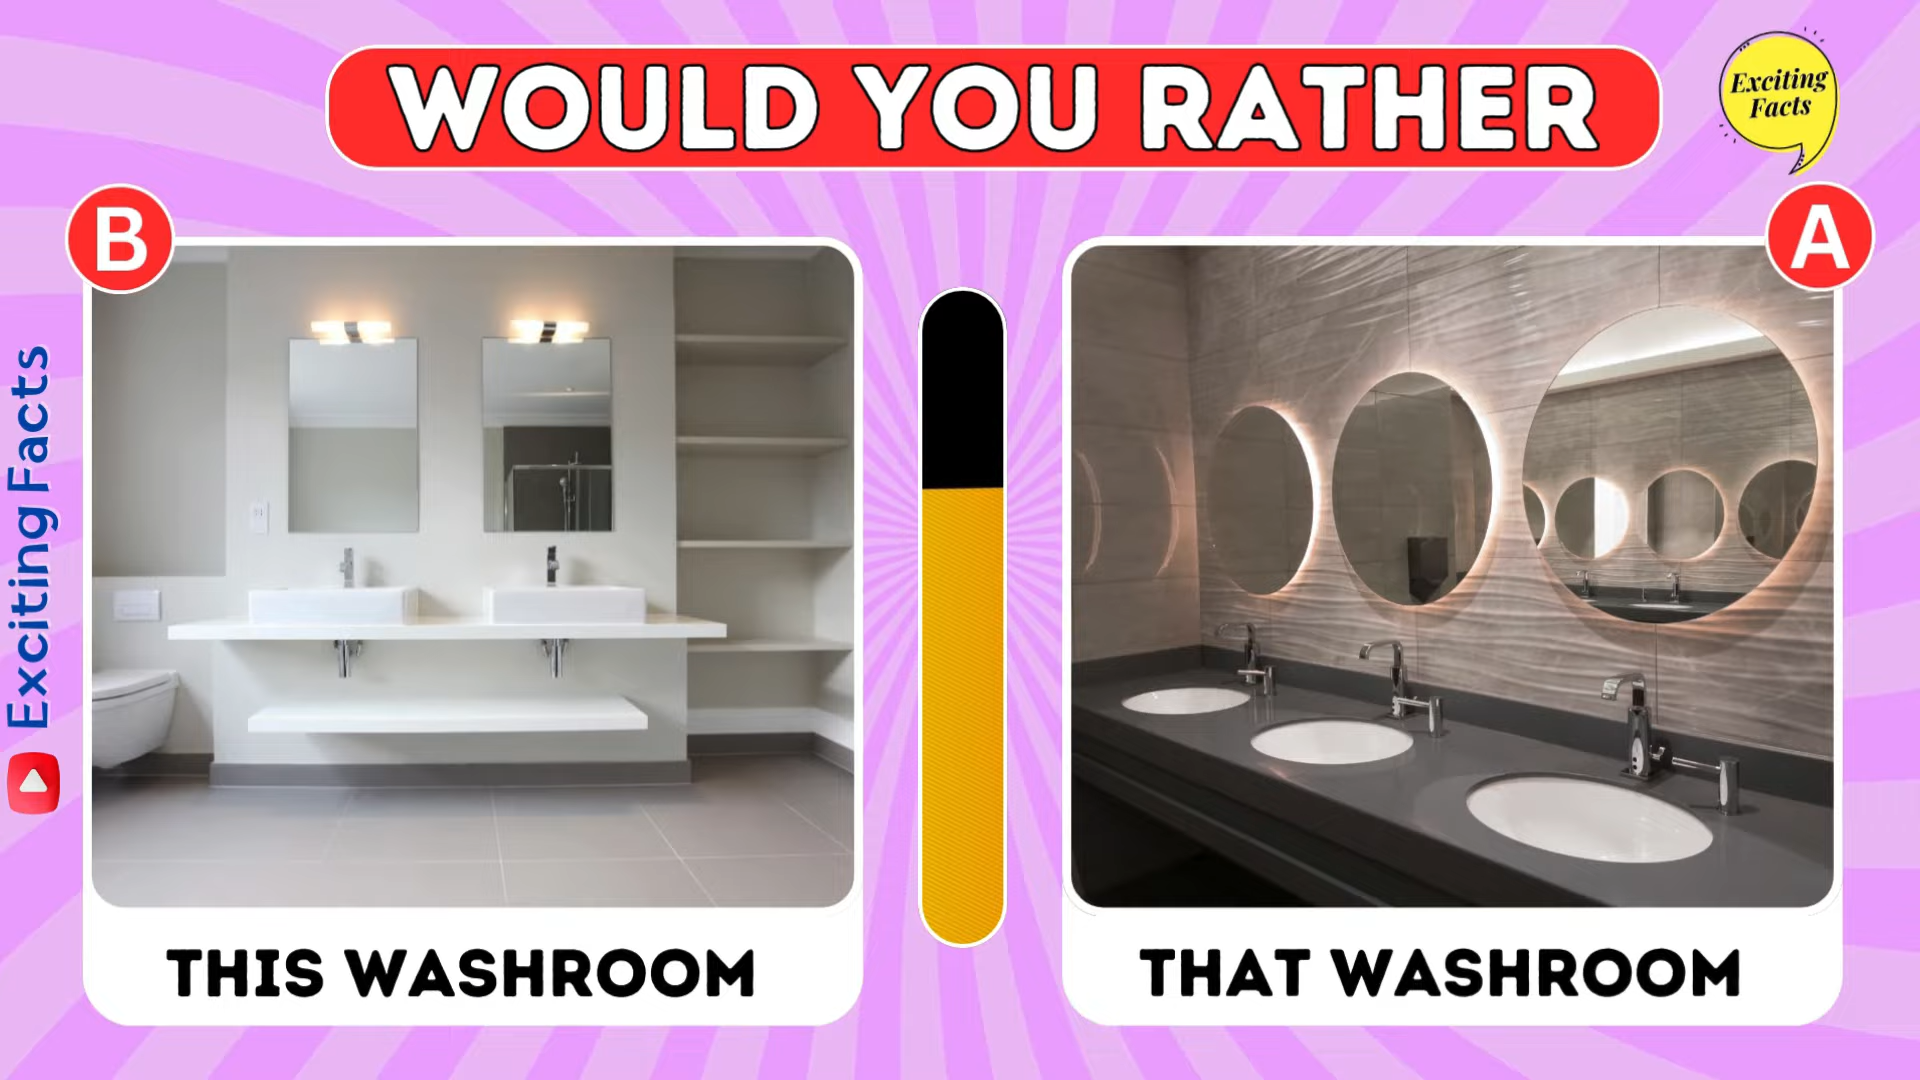 WOULD YOU RATHER
Exciting
Facts
B
A
Exciting Facts
THIS WASHROOM
THAT WASHROOM